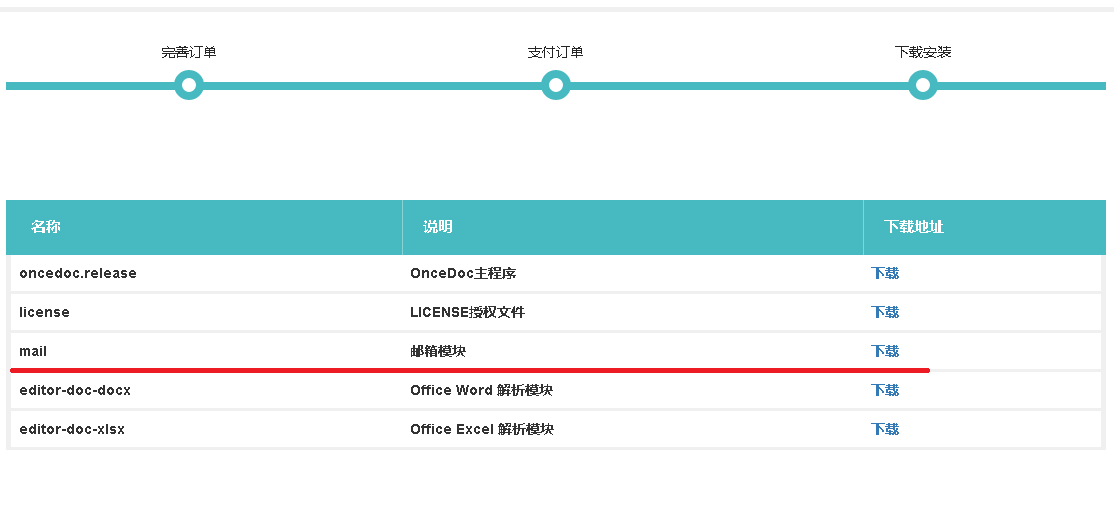 完善订单 支付订单 下载安装
名称 说明 下载地址
oncedoc.release OnceDoc主程序 下载
license LICENSE授权文件 下载
mail 邮箱模块 下载
editor-doc-docx Office Word 解析模块 下载
editor-doc-xlsx Office Excel 解析模块 下载